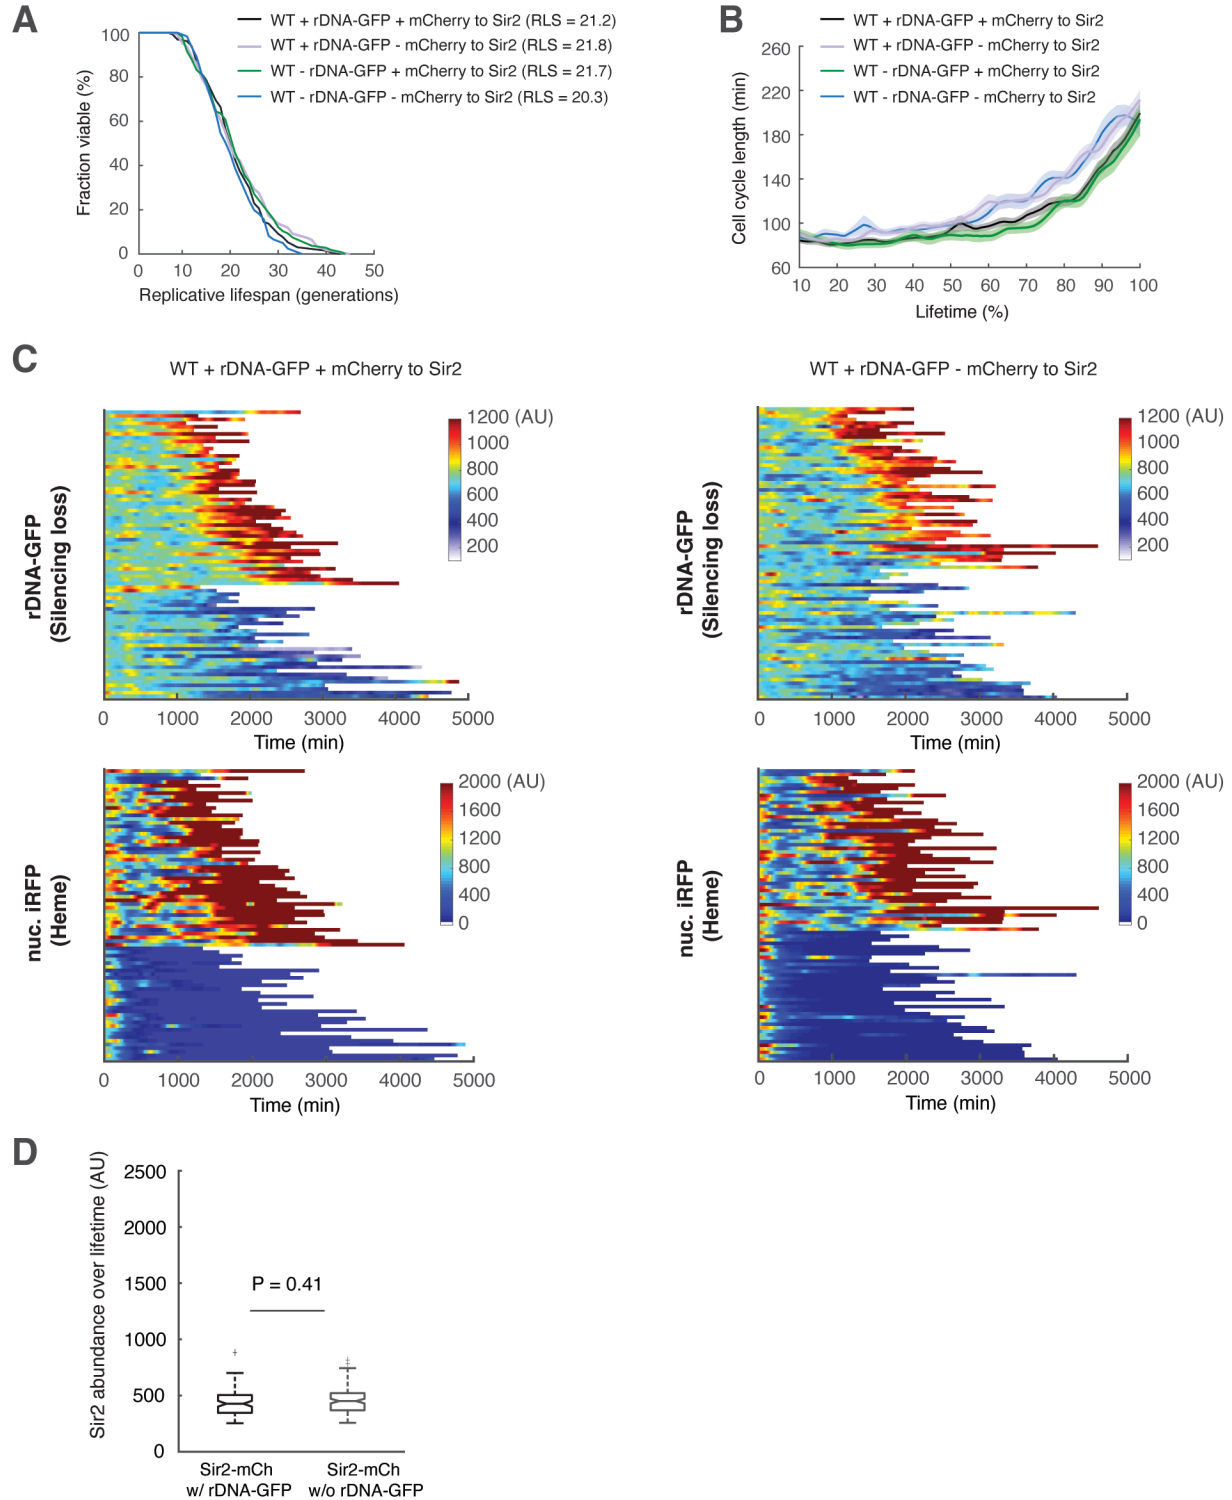 A
WT + rDNA-GFP + mCherry to Sir2 (RLS = 21.2)
WT + rDNA-GFP - mCherry to Sir2 (RLS = 21.8)
WT - rDNA-GFP + mCherry to Sir2 (RLS = 21.7)
WT - rDNA-GFP - mCherry to Sir2 (RLS = 20.3)
Fraction viable (%)
100
80
60
40
20
0
0 10 20 30 40 50
Replicative lifespan (generations)
B
WT + rDNA-GFP + mCherry to Sir2
WT + rDNA-GFP - mCherry to Sir2
WT - rDNA-GFP + mCherry to Sir2
WT - rDNA-GFP - mCherry to Sir2
Cell cycle length (min)
260
220
180
140
100
60
10 20 30 40 50 60 70 80 90 100
Lifetime (%)
C
WT + rDNA-GFP + mCherry to Sir2
rDNA-GFP
(Silencing loss)
1200 (AU)
1000
800
600
400
200
0 1000 2000 3000 4000 5000
Time (min)
WT + rDNA-GFP - mCherry to Sir2
rDNA-GFP
(Silencing loss)
1200 (AU)
1000
800
600
400
200
0 1000 2000 3000 4000 5000
Time (min)
nuc. iRFP
(Heme)
2000 (AU)
1600
1200
800
400
0
0 1000 2000 3000 4000 5000
Time (min)
nuc. iRFP
(Heme)
2000 (AU)
1600
1200
800
400
0
0 1000 2000 3000 4000 5000
Time (min)
D
Sir2 abundance over lifetime (AU)
2500
2000
1500
1000
500
0
P = 0.41
Sir2-mCh
w/ rDNA-GFP
Sir2-mCh
w/o rDNA-GFP